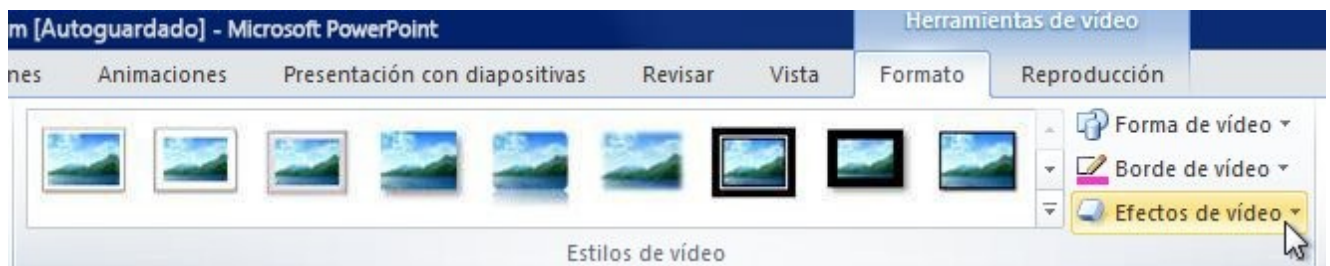 m [Autoguardado] - Microsoft PowerPoint
Herramientas de vídeo
nes Animaciones Presentación con diapositivas Revisar Vista Formato Reproducción
Forma de vídeo
Borde de vídeo
Efectos de vídeo
Estilos de vídeo